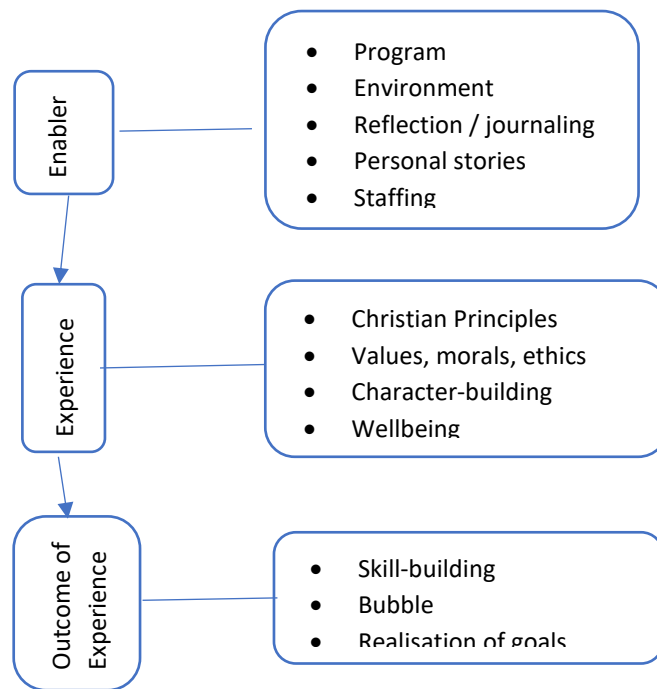 Enabler
• Program
• Environment
• Reflection / journaling
• Personal stories
• Staffing
Experience
• Christian Principles
• Values, morals, ethics
• Character-building
• Wellbeing
Outcome of
Experience
• Skill-building
• Bubble
• Realisation of goals